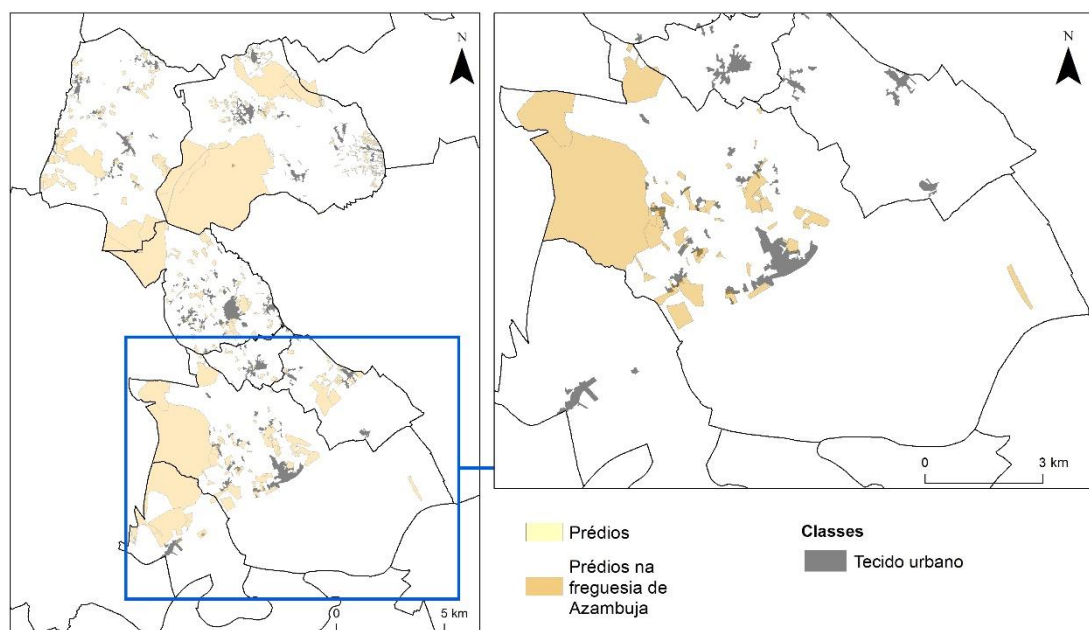 N
0
5 km
N
0
3 km
Prédios
Prédios na
freguesia de
Azambuja
Classes
Tecido urbano